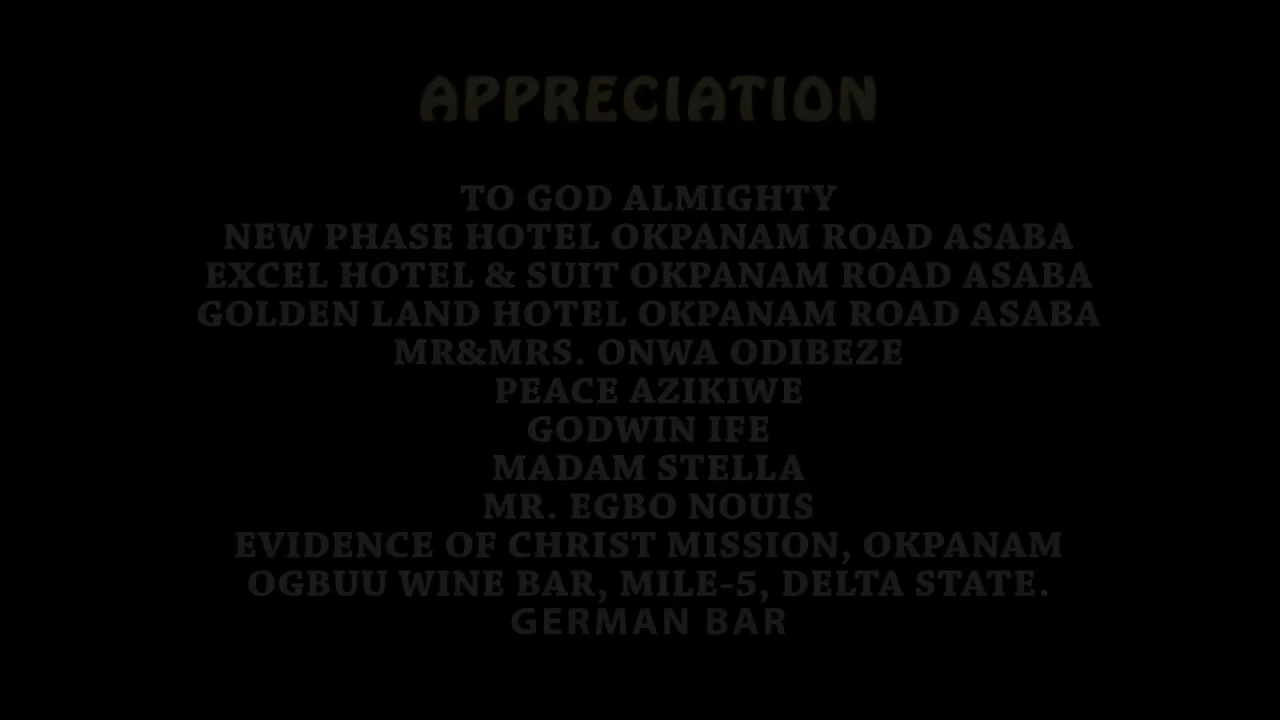 APPRECIATION
TO GOD ALMIGHTY
NEW PHASE HOTEL OKPANAM ROAD ASABA
EXCEL HOTEL & SUIT OKPANAM ROAD ASABA
GOLDEN LAND HOTEL OKPANAM ROAD ASABA
MR&MRS. ONWA ODIBEZE
PEACE AZIKIWE
GODWIN IFE
MADAM STELLA
MR. EGBO NOUIS
EVIDENCE OF CHRIST MISSION, OKPANAM
OGBUU WINE BAR, MILE-5, DELTA STATE.
GERMAN BAR